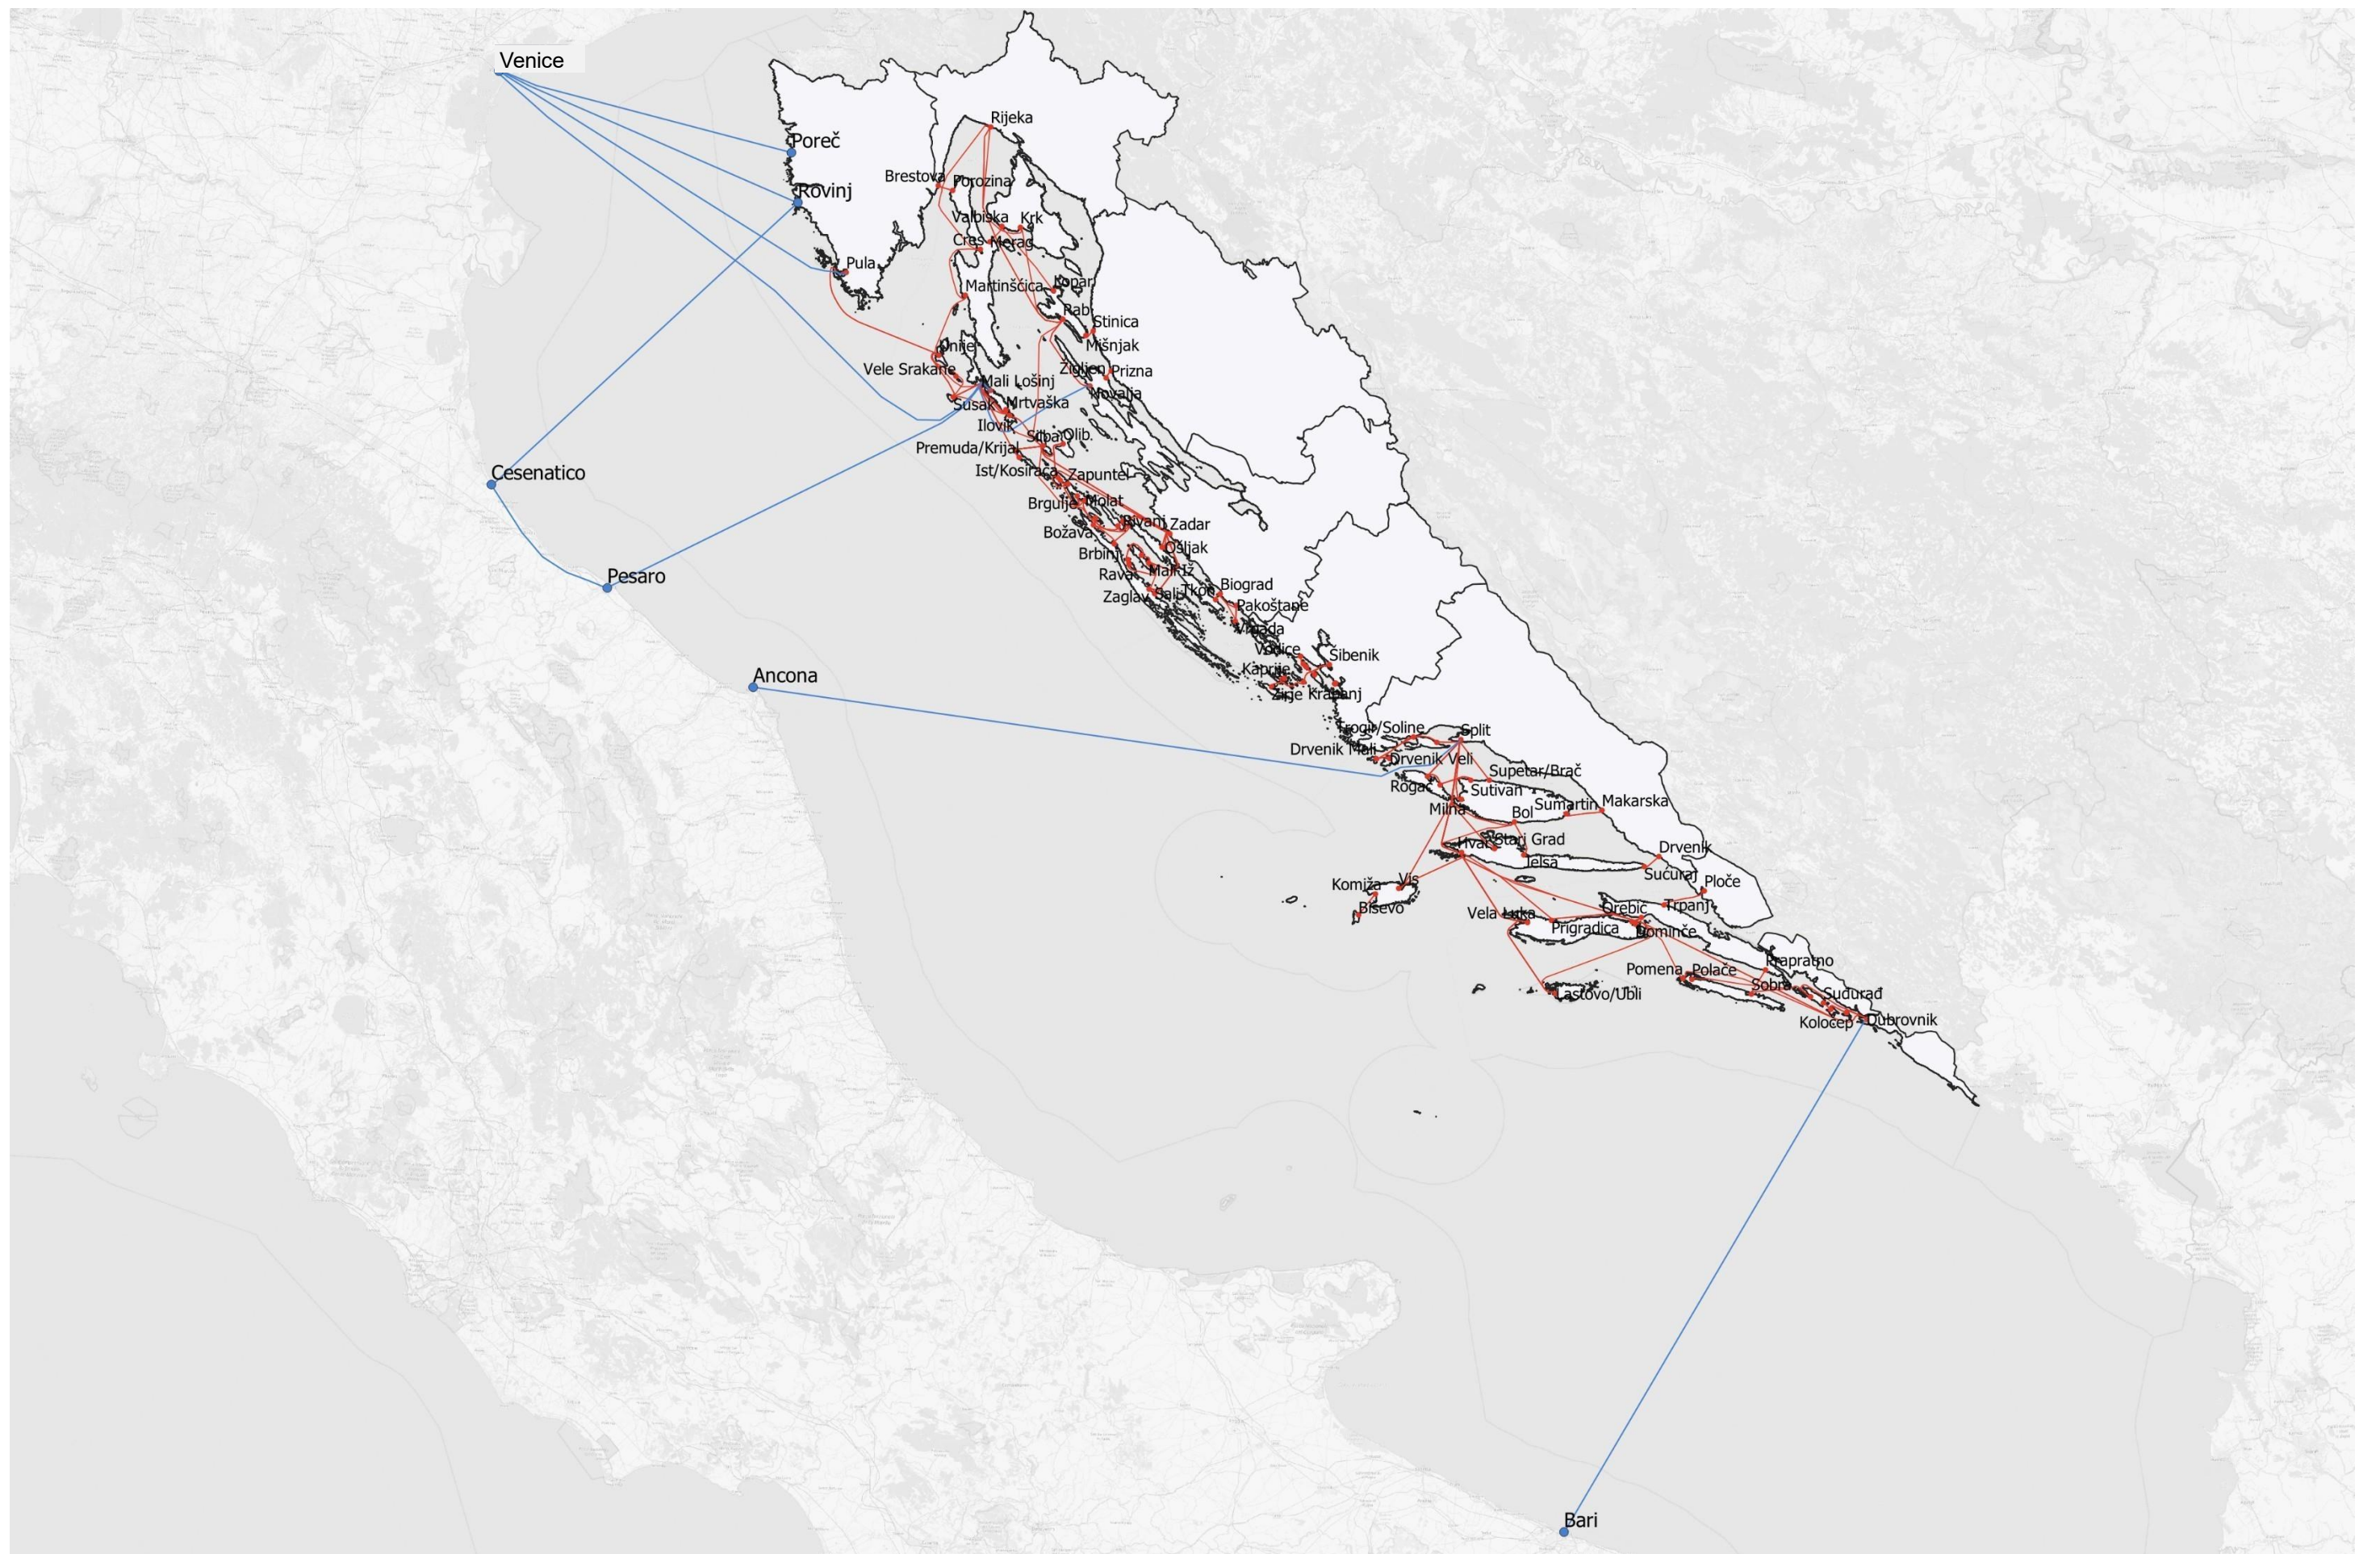 Venice
Rijeka
Poreč
Brestova
Porozina
Rovinj
Valbiska
Krk
Cres
Merag
Pula
Martinšćica
Lopar
Rab
Stinica
Mišnjak
Unije
Vele Srakane
Žigljen
Prizna
Mali Lošinj
Novalja
Susak
Mrtvaška
Ilovik
Silba
Olib
Premuda/Krijal
Ist/Kosirača
Zapuntel
Cesenatico
Brgulje
Molat
Rivanj
Zadar
Božava
Ošljak
Brbinj
Mali Iž
Rava
Pesaro
Biograd
Tkon
Zaglav
Sali
Pakoštane
Vrgada
Vodice
Šibenik
Kaprije
Ancona
Žirje
Krapanj
Trogir/Soline
Split
Drvenik Mali
Drvenik Veli
Supetar/Brač
Rogač
Sutivan
Milna
Sumartin
Makarska
Bol
Hvar
Stari Grad
Drvenik
Jelsa
Sućuraj
Ploče
Komiža
Vis
Biševo
Vela Luka
Orebić
Trpanj
Prigradica
Dominče
Prapratno
Pomena
Polače
Sobra
Lastovo/Ubli
Suđurađ
Koločep
Dubrovnik
Bari